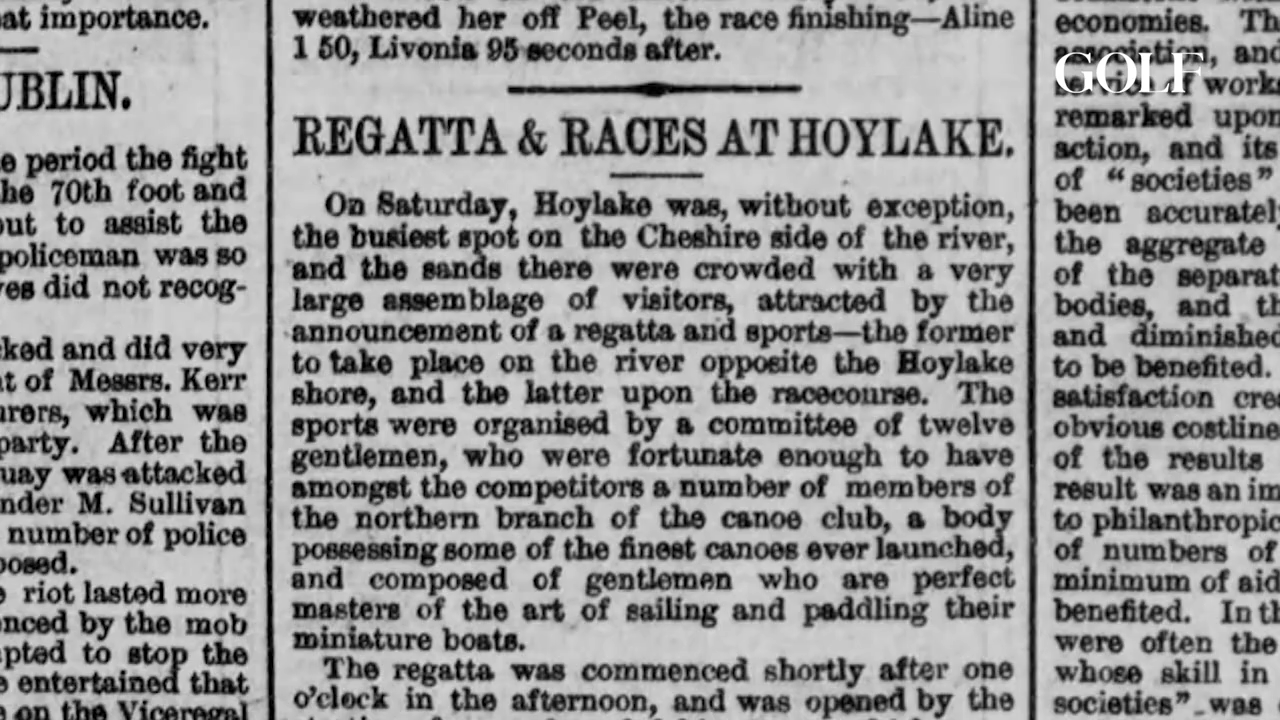 at importance.
UBLIN.
e period the fight
he 70th foot and
out to assist the
policeman was so
ves did not recog-
cked and did very
at of Messrs. Kerr
urers, which was
party. After the
uay was attacked
nder M. Sullivan
number of police
posed.
e riot lasted more
enced by the mob
pted to stop the
e entertained that
e on the Viceregal
weathered her off Peel, the race finishing—Aline
1 50, Livonia 95 seconds after.
REGATTA & RACES AT HOYLAKE.
On Saturday, Hoylake was, without exception,
the busiest spot on the Cheshire side of the river,
and the sands there were crowded with a very
large assemblage of visitors, attracted by the
announcement of a regatta and sports—the former
to take place on the river opposite the Hoylake
shore, and the latter upon the racecourse. The
sports were organised by a committee of twelve
gentlemen, who were fortunate enough to have
amongst the competitors a number of members of
the northern branch of the canoe club, a body
possessing some of the finest canoes ever launched,
and composed of gentlemen who are perfect
masters of the art of sailing and paddling their
miniature boats.
The regatta was commenced shortly after one
o'clock in the afternoon, and was opened by the
economies. Th
association, and
GOLF
service of work
remarked upon
action, and its
of "societies"
been accurately
the aggregate
of the separat
bodies, and th
and diminished
to be benefited.
satisfaction crea
obvious costline
of the results
result was an im
to philanthropic
of numbers of
minimum of aid
benefited. In th
were often the
whose skill in
societies" was